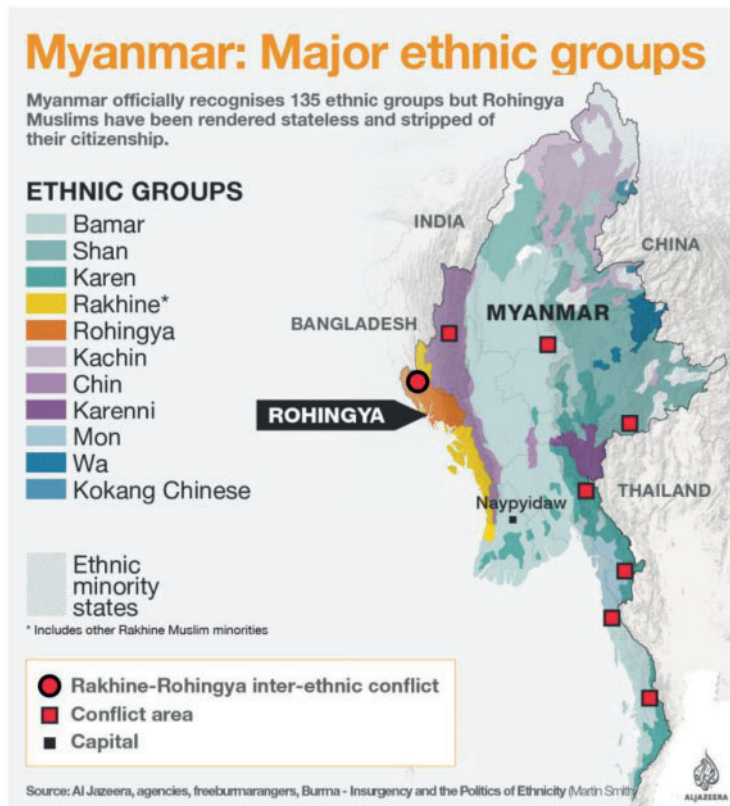 Myanmar: Major ethnic groups
Myanmar officially recognises 135 ethnic groups but Rohingya
Muslims have been rendered stateless and stripped of
their citizenship.
ETHNIC GROUPS
Bamar
Shan
Karen
Rakhine*
Rohingya
Kachin
Chin
Karenni
Mon
Wa
Kokang Chinese
Ethnic
minority
states
* Includes other Rakhine Muslim minorities
INDIA
CHINA
BANGLADESH
MYANMAR
ROHINGYA
THAILAND
Naypyidaw
Rakhine-Rohingya inter-ethnic conflict
Conflict area
Capital
Source: Al Jazeera, agencies, freeburmarangers, Burma - Insurgency and the Politics of Ethnicity (Martin Smith)
ALJAZEERA